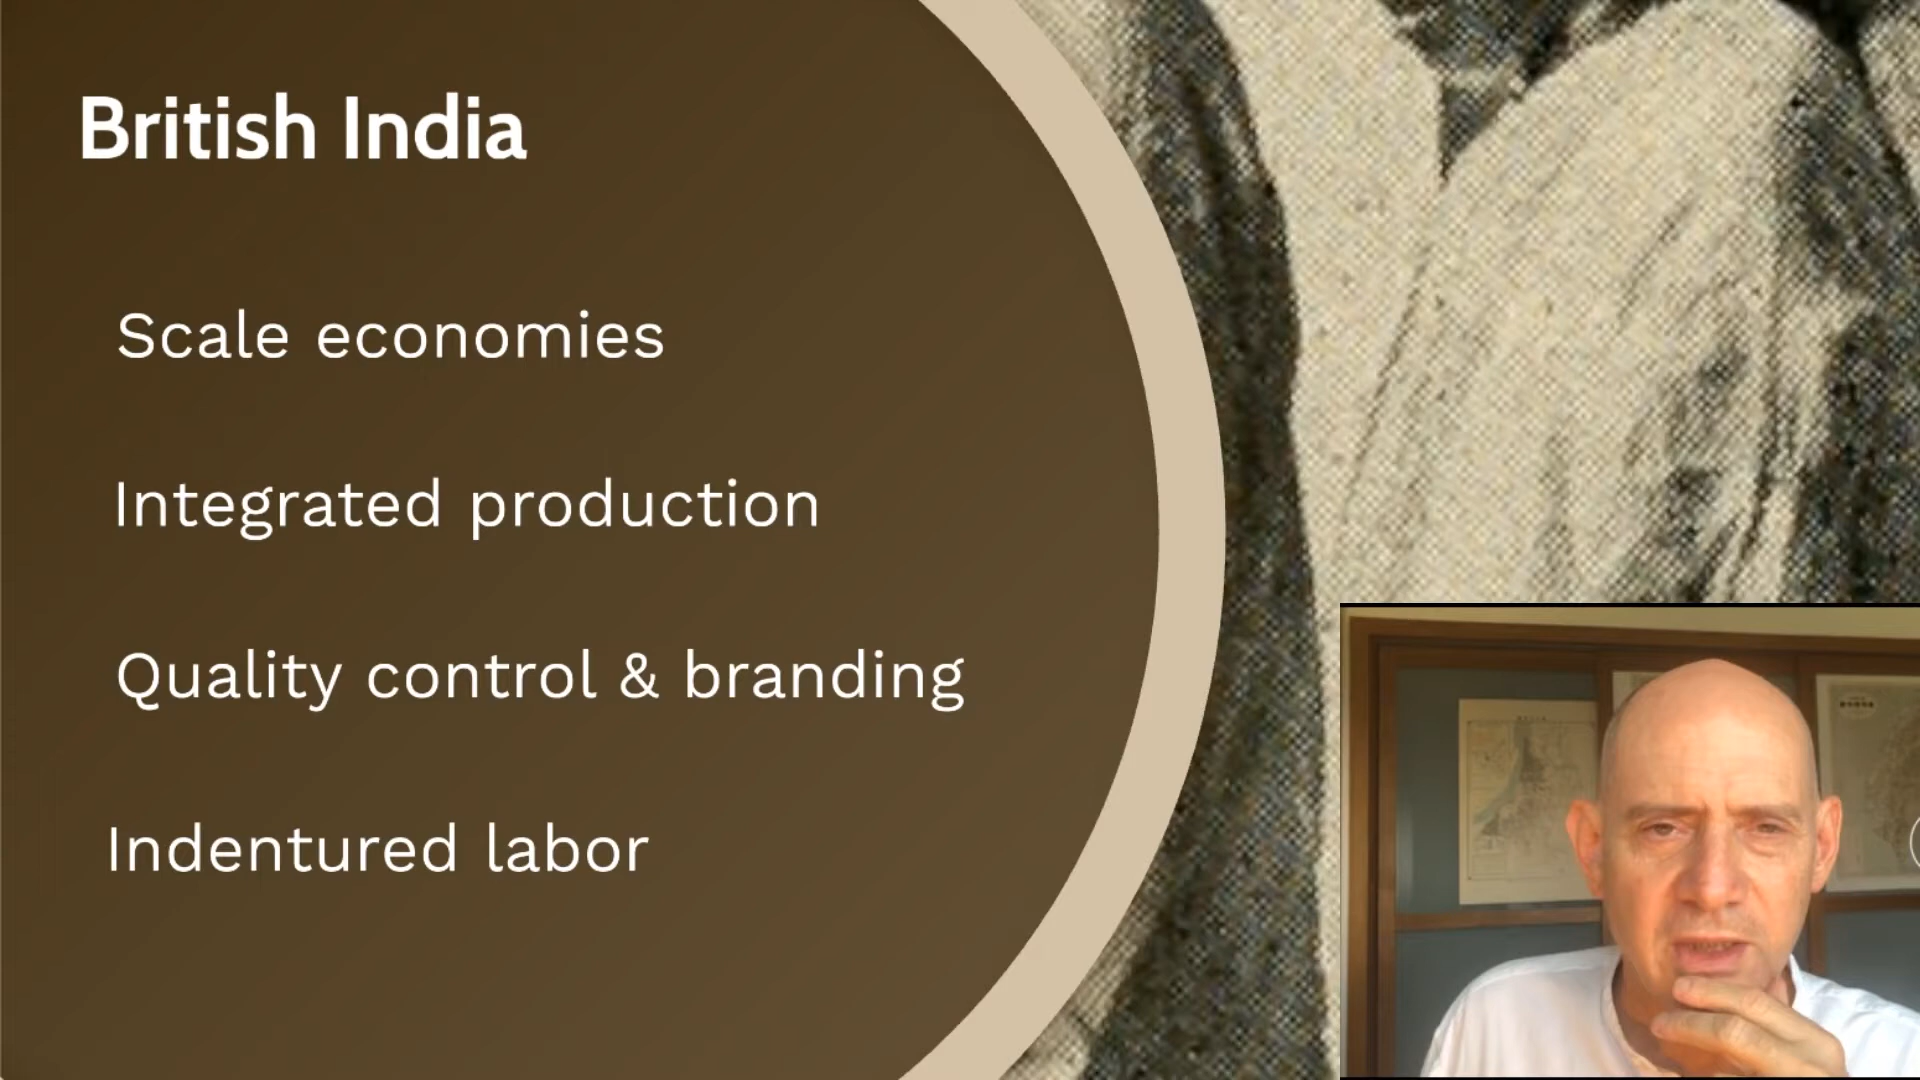 British India
Scale economies
Integrated production
Quality control & branding
Indentured labor